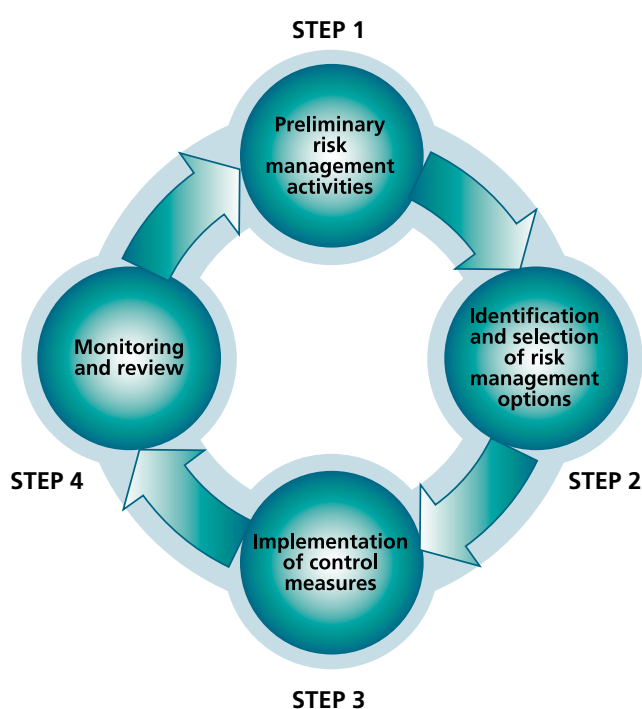 STEP 1
Preliminary
risk
management
activities
Identification
and selection
of risk
management
options
STEP 2
Implementation
of control
measures
STEP 3
Monitoring
and review
STEP 4